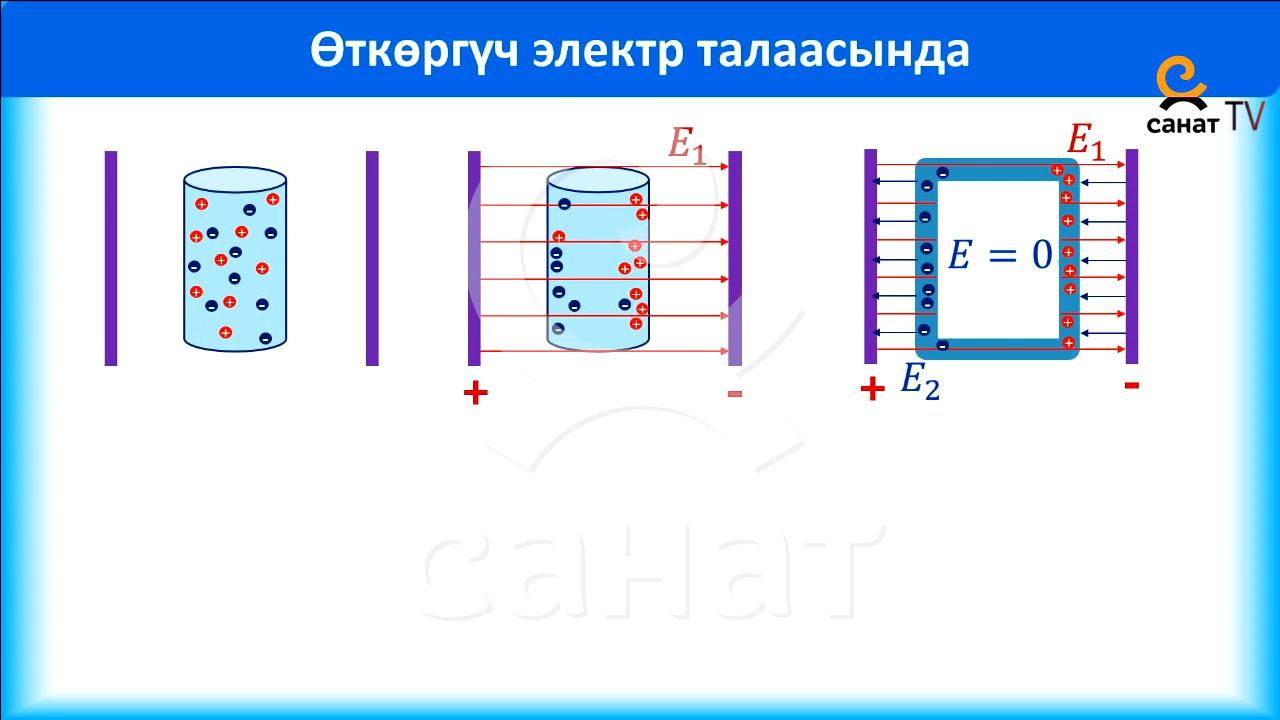 Өткөргүч электр талаасында
санат TV
E₁
E₁
E = 0
+
-
+
E₂
-
санат